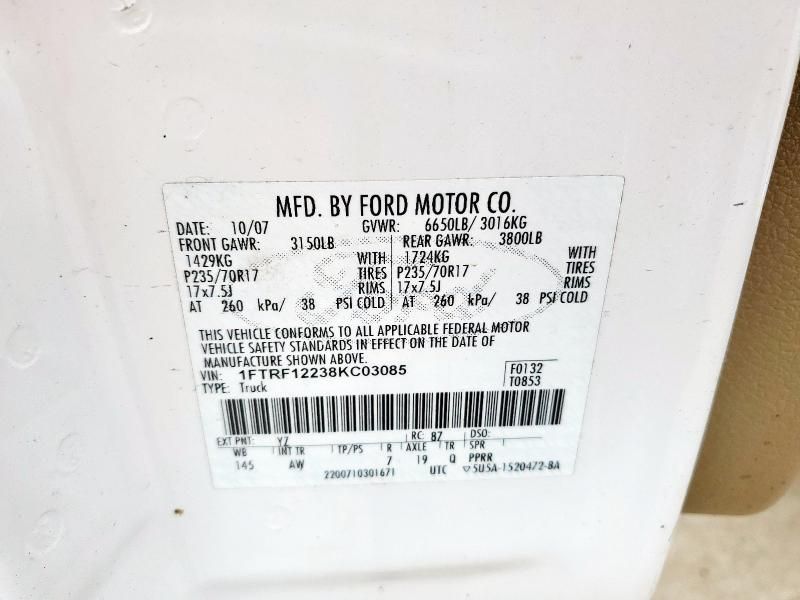 MFD. BY FORD MOTOR CO.
DATE: 10/07 GVWR: 6650LB/ 3016KG
FRONT GAWR: 3150LB REAR GAWR: 3800LB
1429KG WITH 1724KG WITH
P235/70R17 TIRES P235/70R17 TIRES
17x7.5J RIMS 17x7.5J RIMS
AT 260 kPa/ 38 PSI COLD AT 260 kPa/ 38 PSI COLD
THIS VEHICLE CONFORMS TO ALL APPLICABLE FEDERAL MOTOR
VEHICLE SAFETY STANDARDS IN EFFECT ON THE DATE OF
MANUFACTURE SHOWN ABOVE.
VIN: 1FTRF12238KC03085 F0132
TYPE: Truck T0853
EXT PNT: YZ RC: 87 DSO:
WB INT TR TP/PS R AXLE TR SPR
145 AW 7 19 Q PPRR
2200710301671 UTC ▽5U5A-1520472-BA